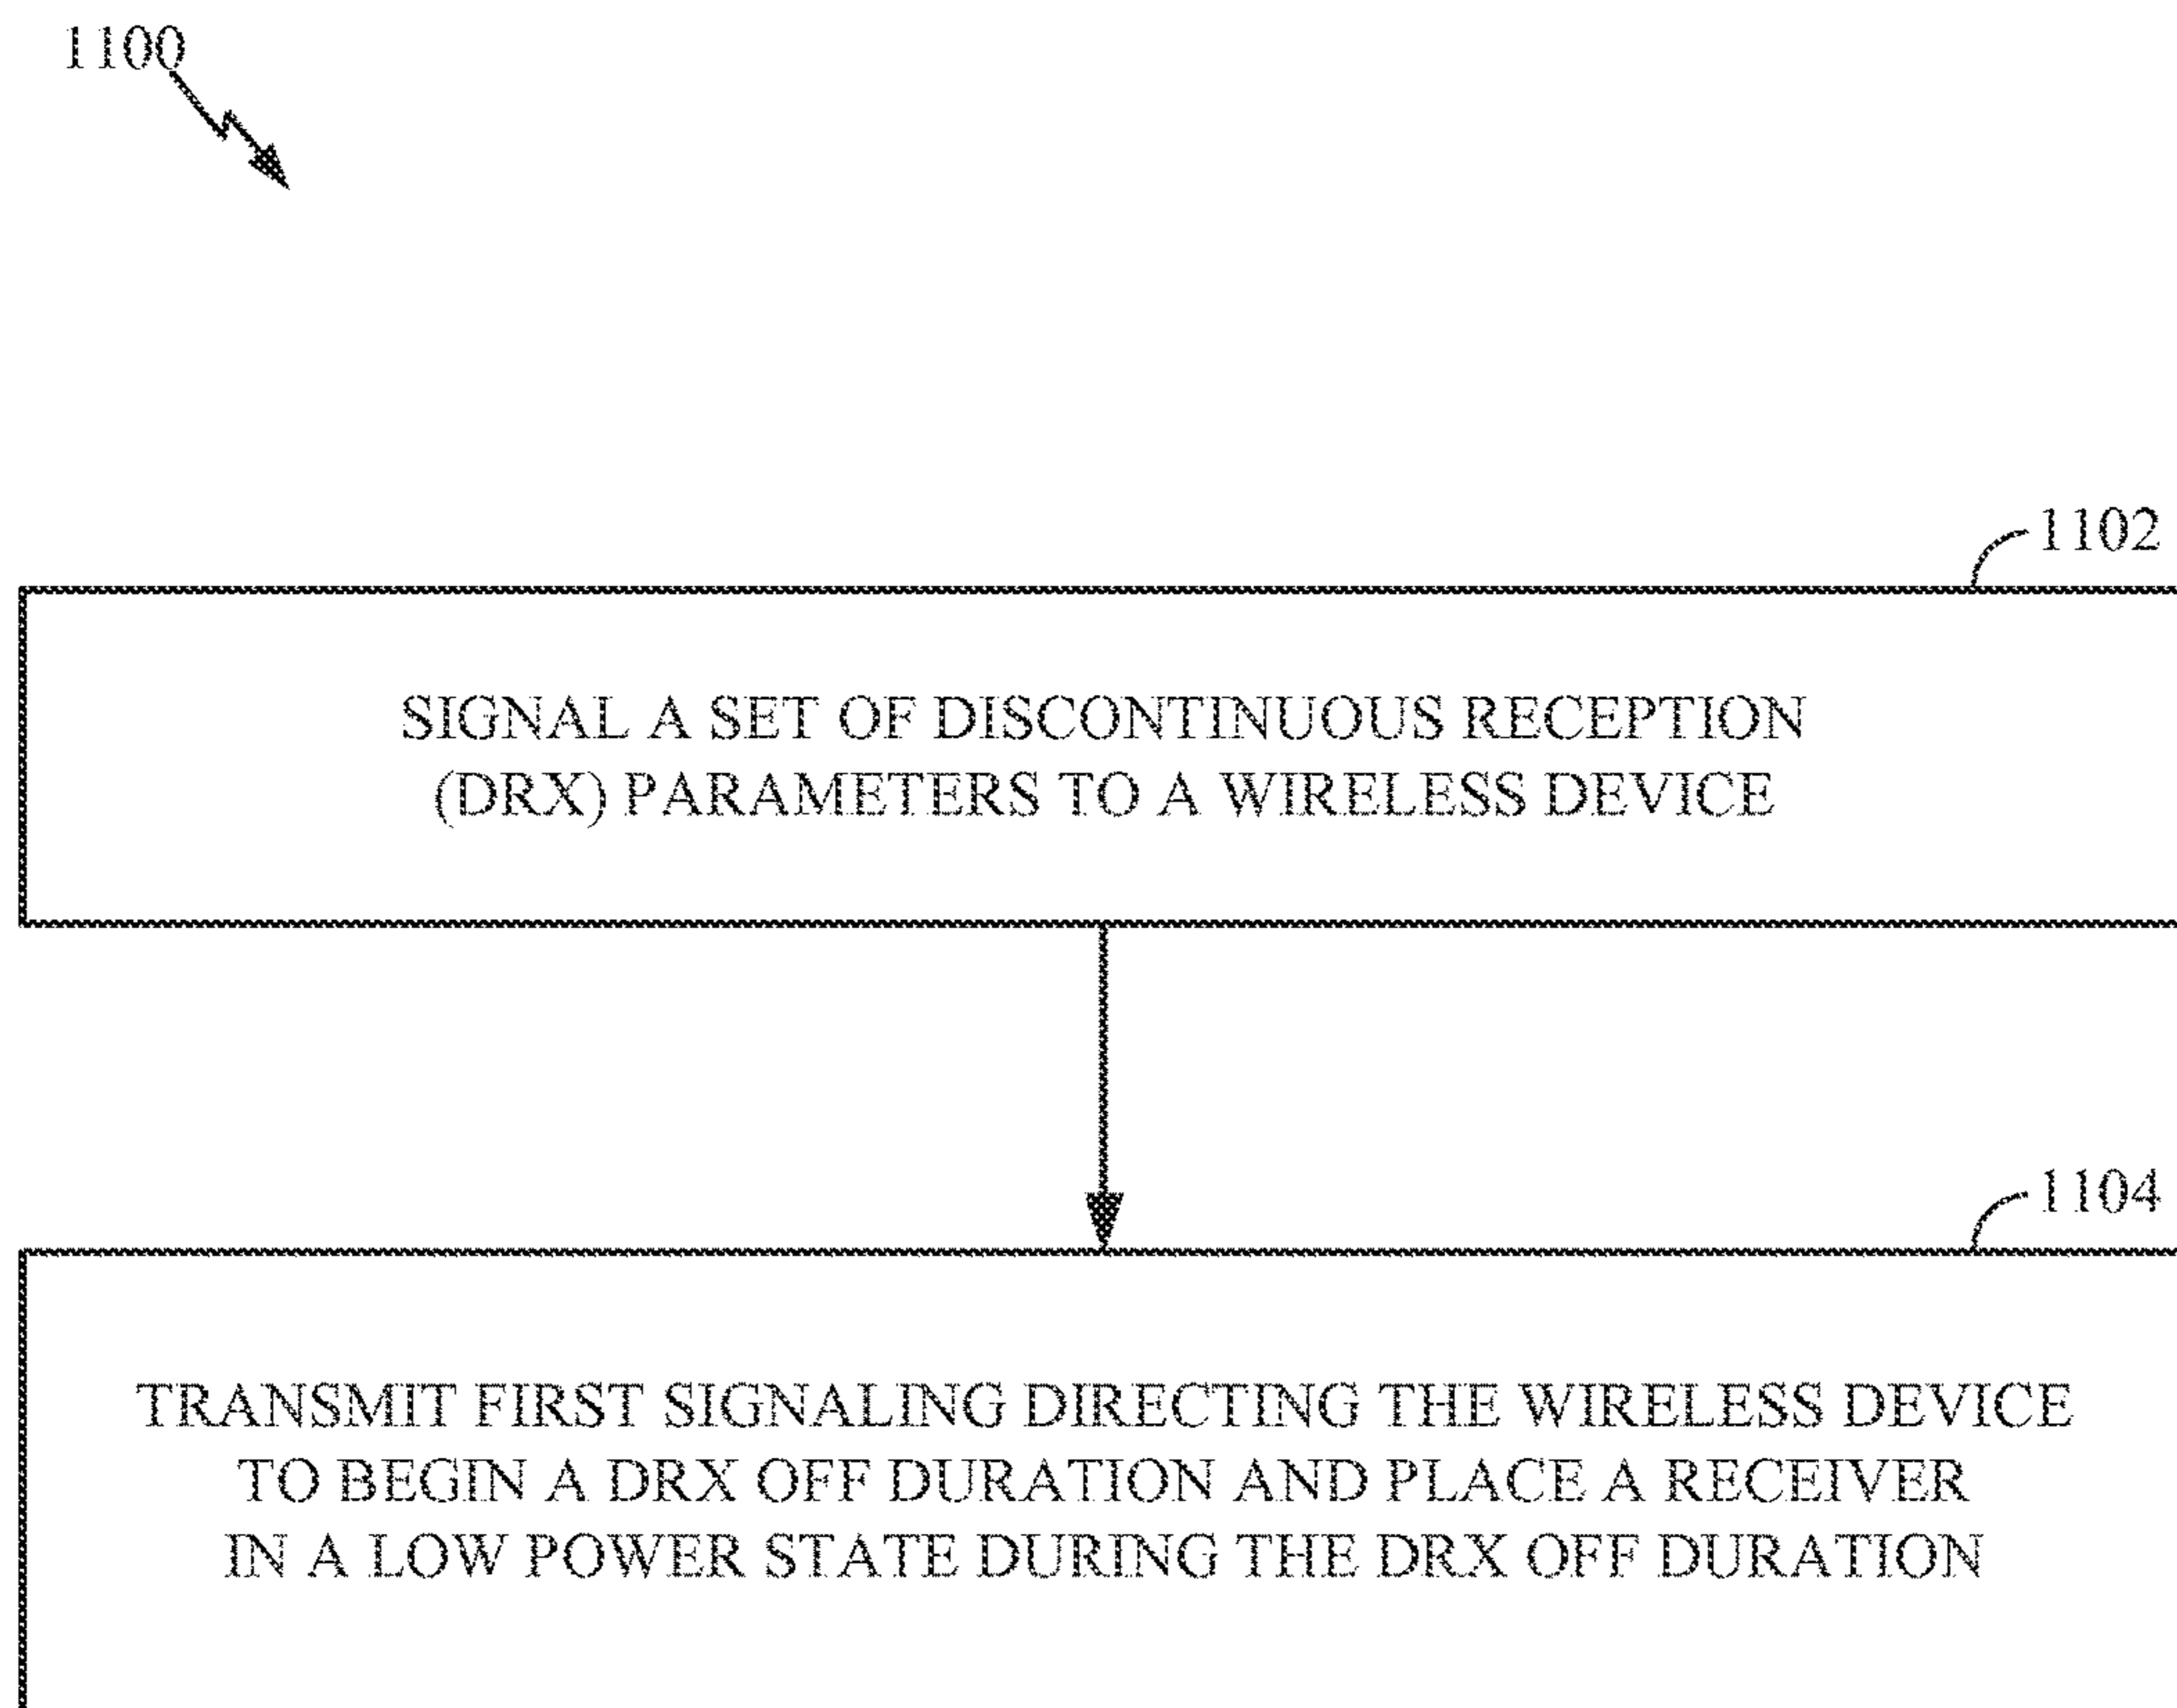 1100
1102
SIGNAL A SET OF DISCONTINUOUS RECEPTION
(DRX) PARAMETERS TO A WIRELESS DEVICE
1104
TRANSMIT FIRST SIGNALING DIRECTING THE WIRELESS DEVICE
TO BEGIN A DRX OFF DURATION AND PLACE A RECEIVER
IN A LOW POWER STATE DURING THE DRX OFF DURATION